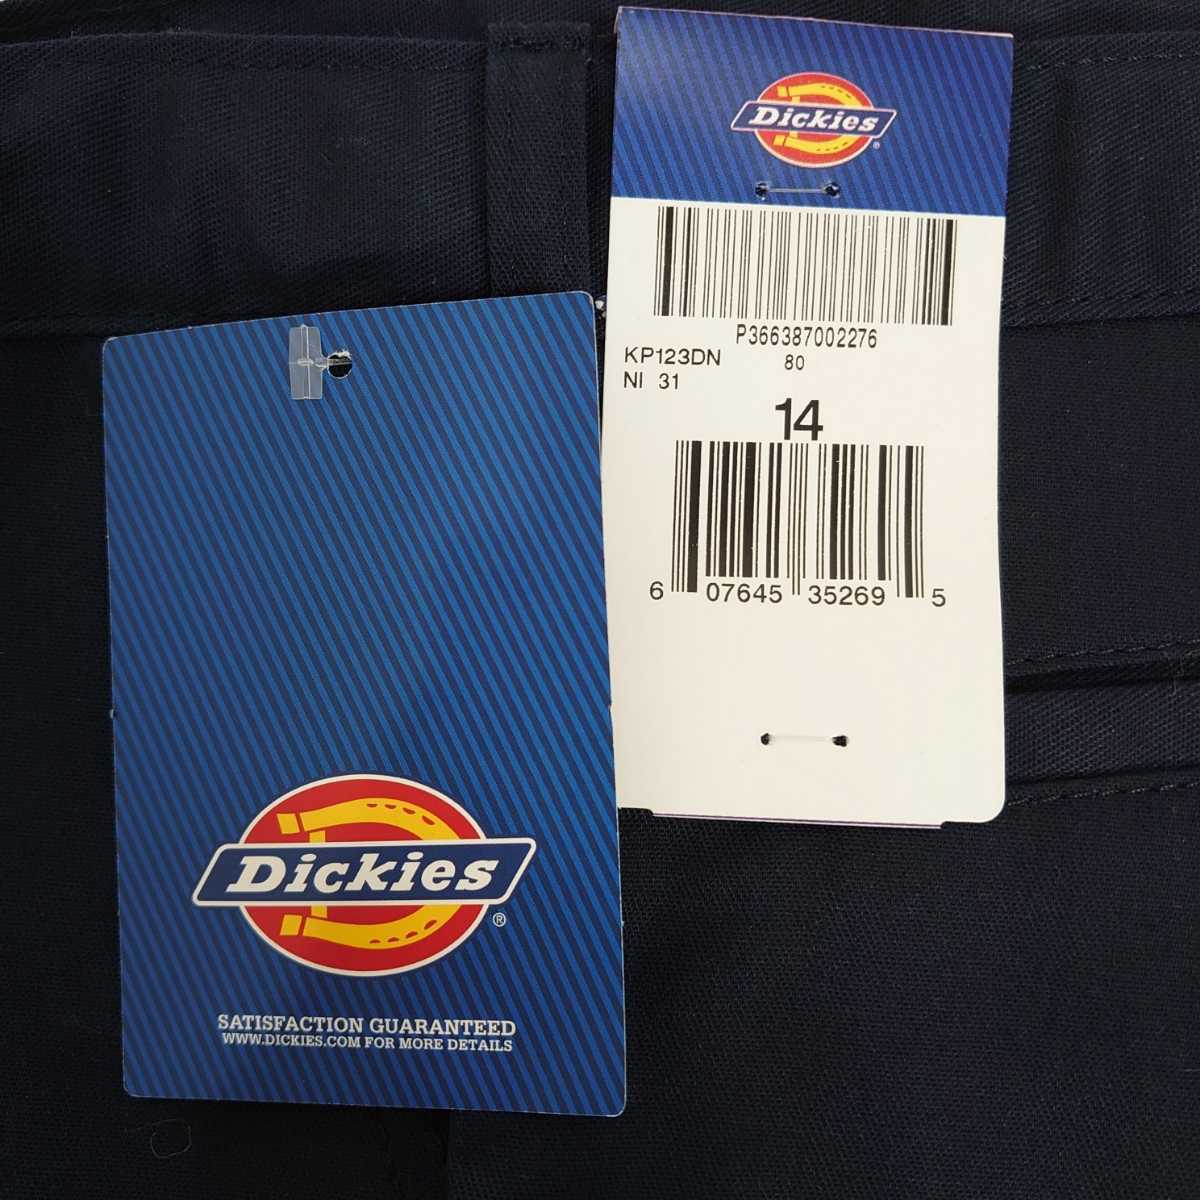 Dickies
®
P366387002276
KP123DN 80
NI 31
14
6 07645 35269 5
Dickies
®
SATISFACTION GUARANTEED
WWW.DICKIES.COM FOR MORE DETAILS